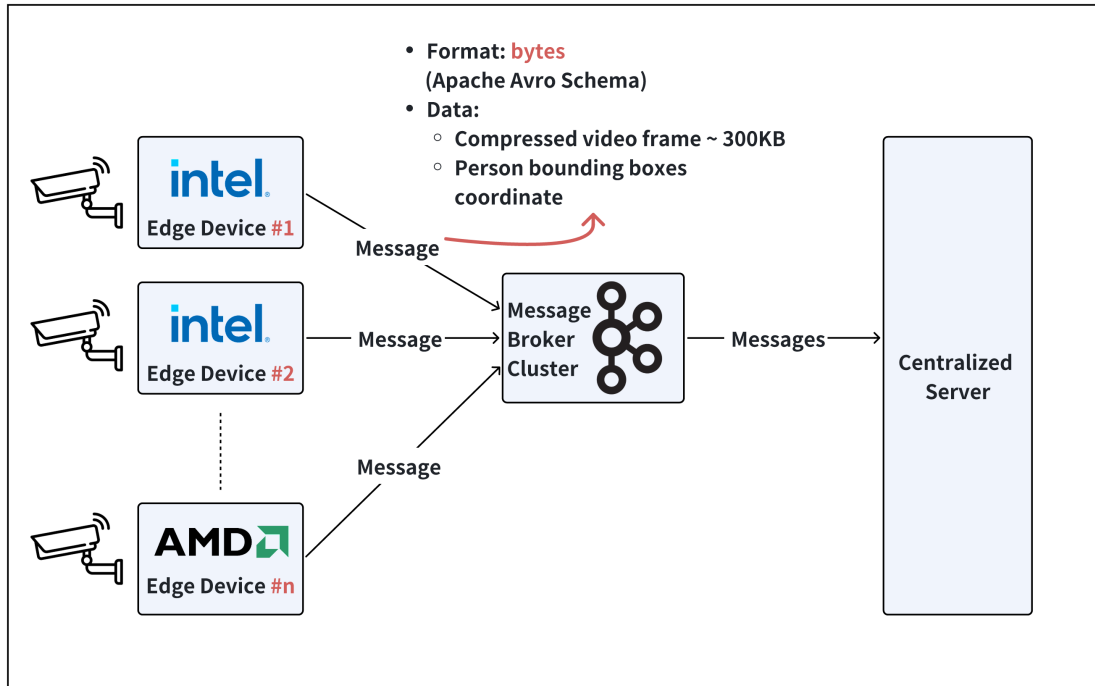 • Format: bytes
(Apache Avro Schema)
• Data:
◦ Compressed video frame ~ 300KB
◦ Person bounding boxes
coordinate
intel.
Edge Device #1
Message
intel.
Edge Device #2
Message
Message
Broker
Cluster
Messages
Centralized
Server
Message
AMD
Edge Device #n